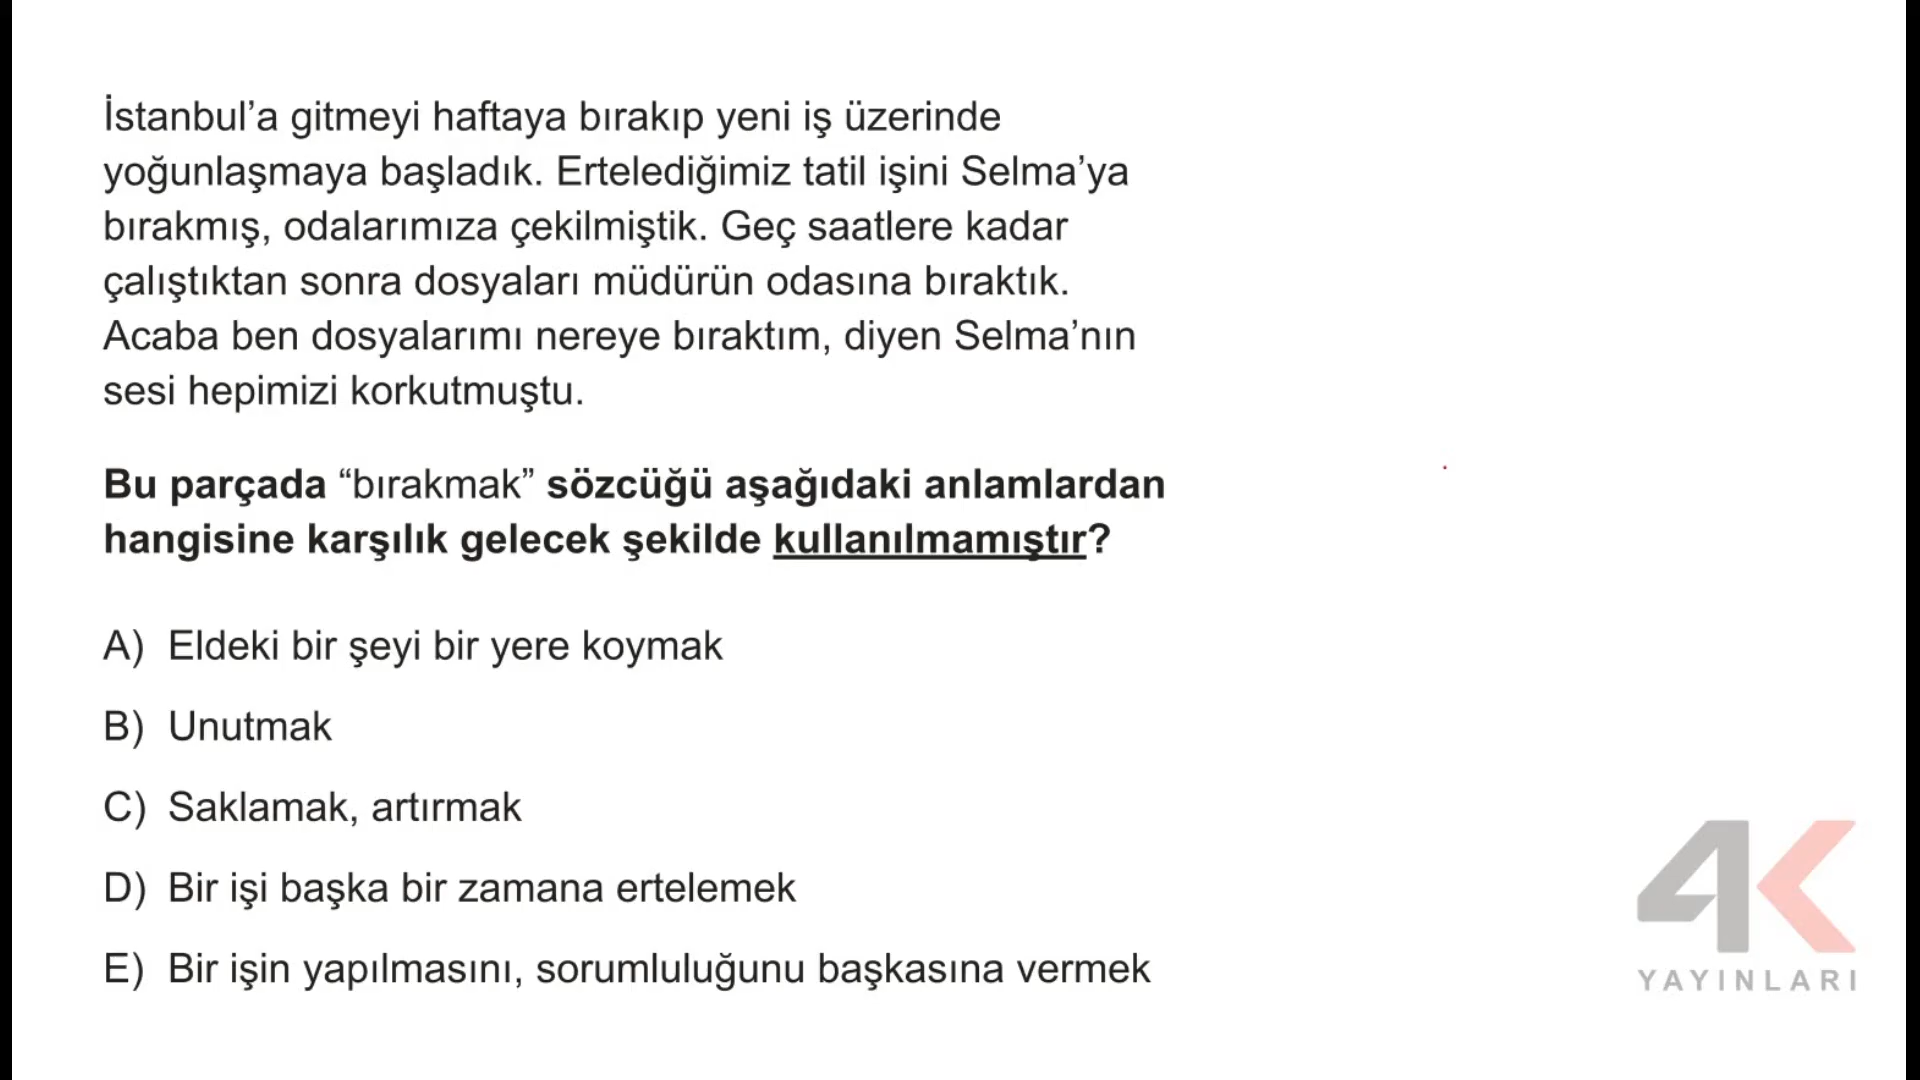 İstanbul’a gitmeyi haftaya bırakıp yeni iş üzerinde
yoğunlaşmaya başladık. Ertelediğimiz tatil işini Selma’ya
bırakmış, odalarımıza çekilmiştik. Geç saatlere kadar
çalıştıktan sonra dosyaları müdürün odasına bıraktık.
Acaba ben dosyalarımı nereye bıraktım, diyen Selma’nın
sesi hepimizi korkutmuştu.
Bu parçada “bırakmak” sözcüğü aşağıdaki anlamlardan
hangisine karşılık gelecek şekilde kullanılmamıştır?
A) Eldeki bir şeyi bir yere koymak
B) Unutmak
C) Saklamak, artırmak
D) Bir işi başka bir zamana ertelemek
E) Bir işin yapılmasını, sorumluluğunu başkasına vermek
4K
YAYINLARI